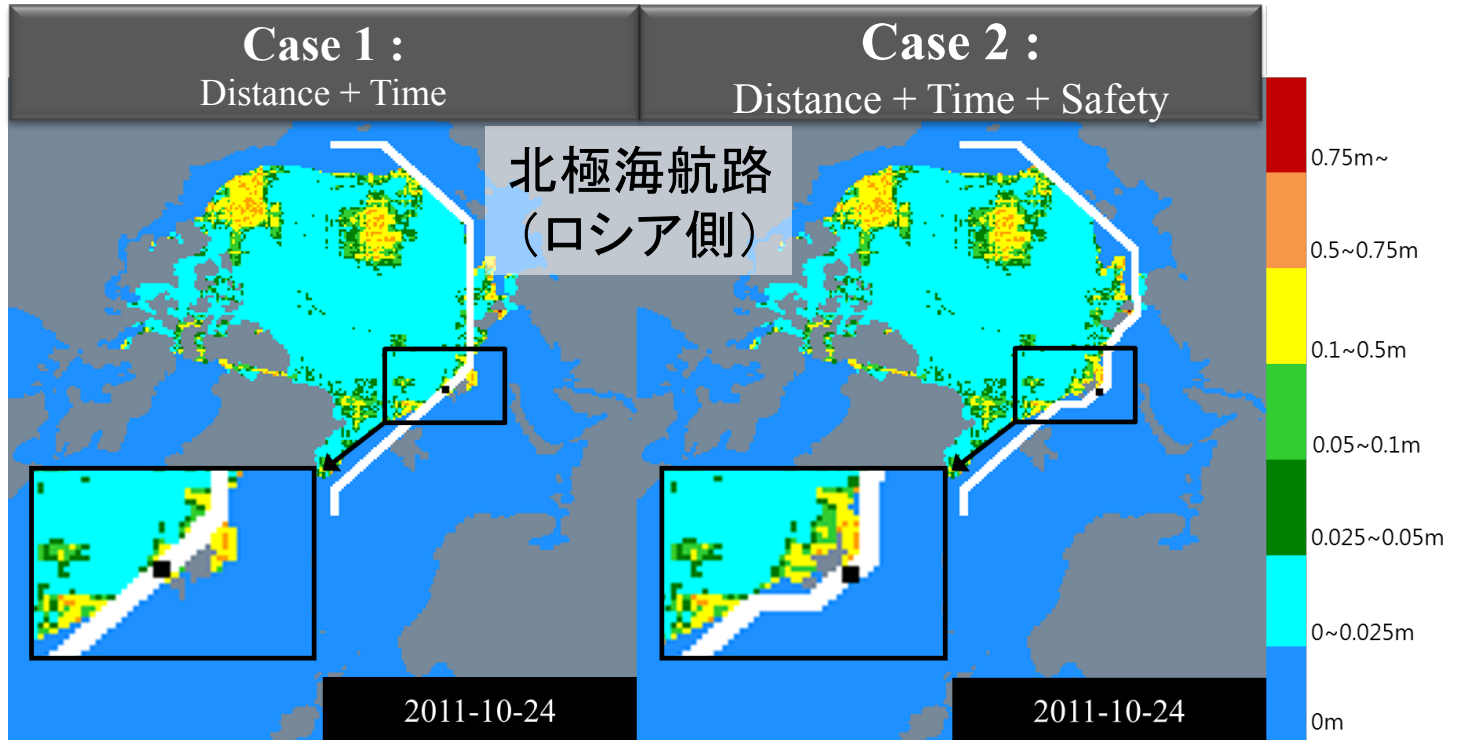 Case 1 :
Distance + Time
Case 2 :
Distance + Time + Safety
北極海航路
（ロシア側）
0.75m~
0.5~0.75m
0.1~0.5m
0.05~0.1m
0.025~0.05m
0~0.025m
0m
2011-10-24
2011-10-24